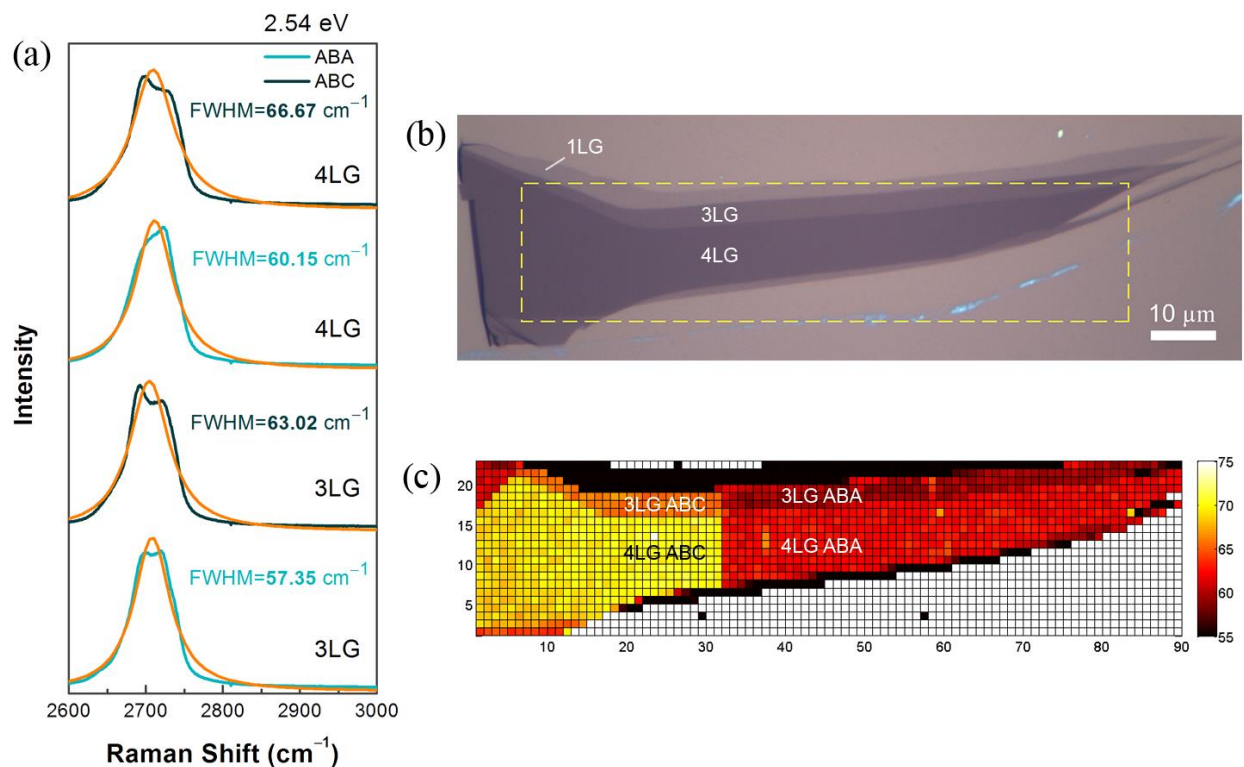 (a)
2.54 eV
ABA
ABC
FWHM=66.67 cm⁻¹
4LG
FWHM=60.15 cm⁻¹
4LG
FWHM=63.02 cm⁻¹
3LG
FWHM=57.35 cm⁻¹
3LG
Intensity
2600 2700 2800 2900 3000
Raman Shift (cm⁻¹)
(b)
1LG
3LG
4LG
10 μm
(c)
3LG ABC
3LG ABA
4LG ABC
4LG ABA
20
15
10
5
10 20 30 40 50 60 70 80 90
75
70
65
60
55